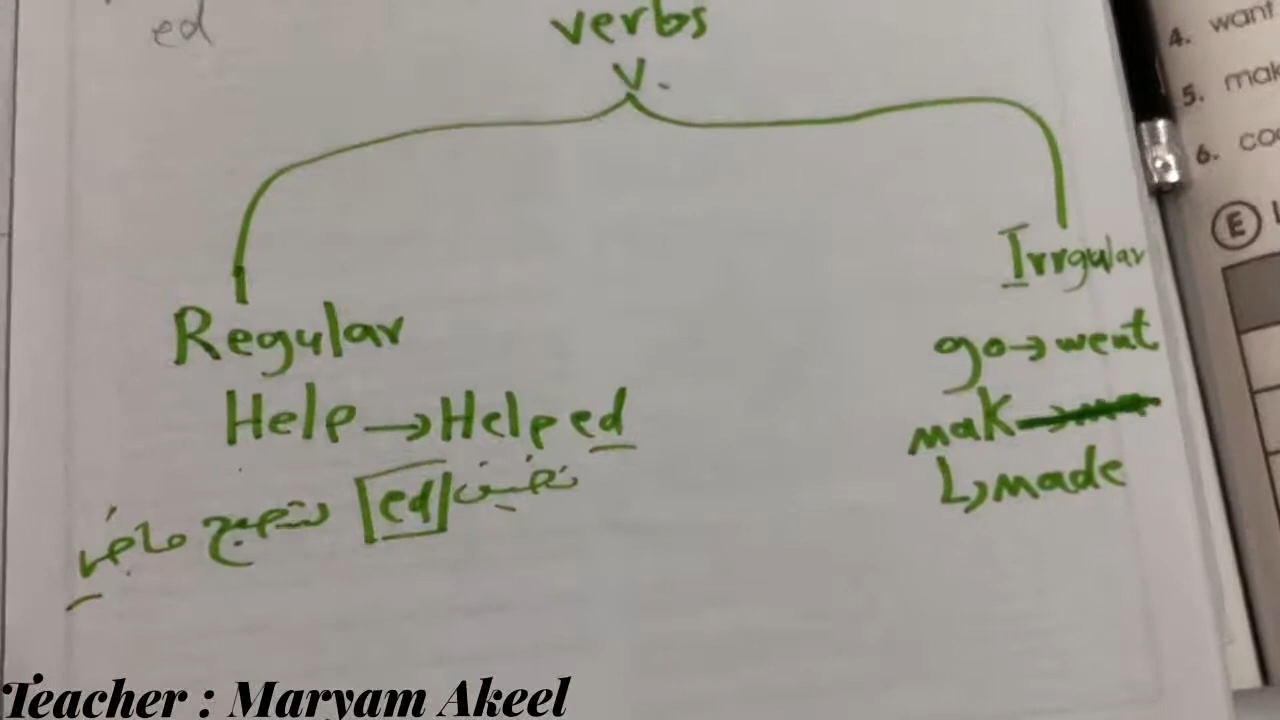 ed
verbs
v.
Regular
Help → Helped
نضيف [ed] لتصبح ماضي
Irrgular
go → went
mak
↳ made
4. want
5. mak
6. co
E
Teacher : Maryam Akeel